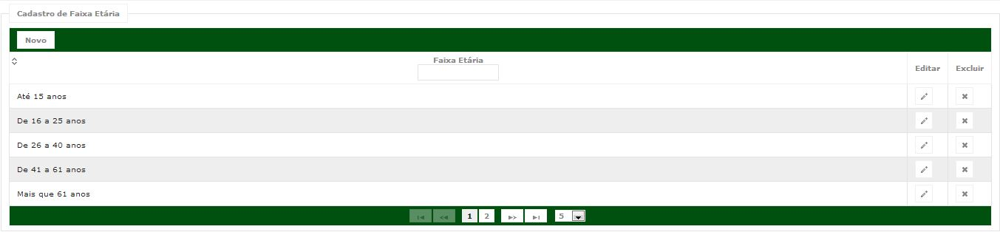 Cadastro de Faixa Etária
Novo
Faixa Etária
Editar Excluir
Até 15 anos
De 16 a 25 anos
De 26 a 40 anos
De 41 a 61 anos
Mais que 61 anos
1 2 5